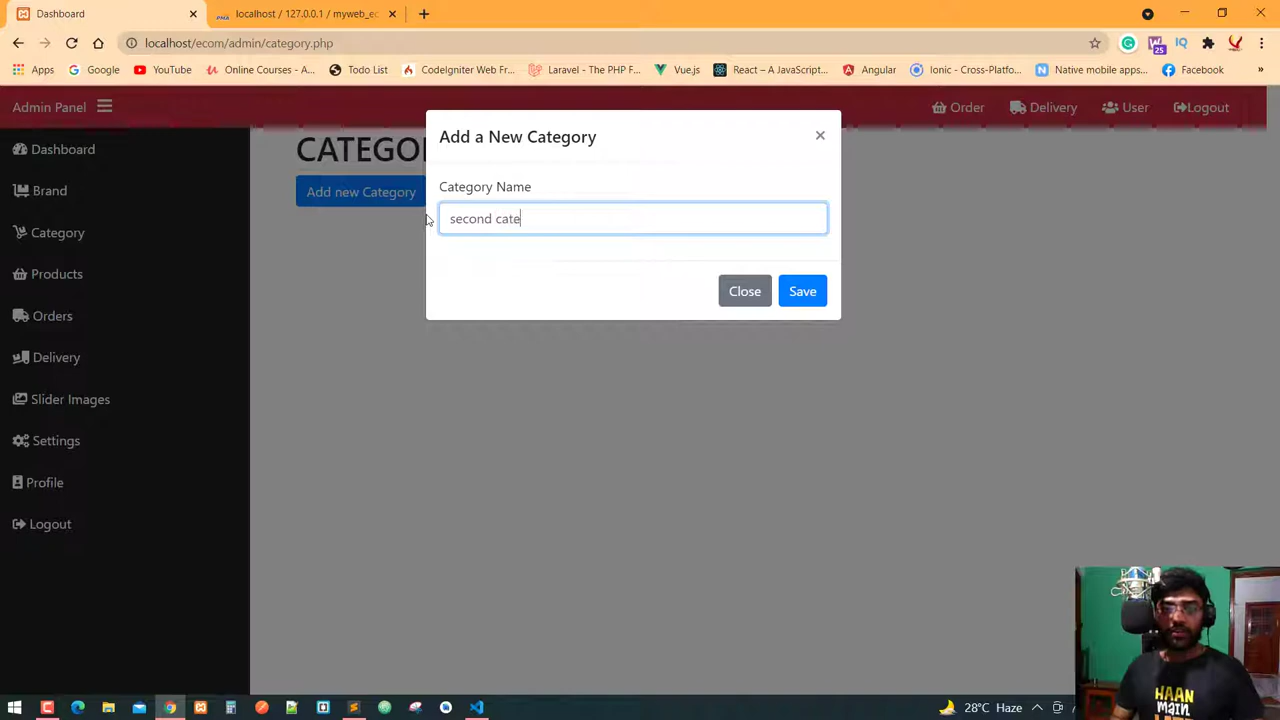 Dashboard
localhost / 127.0.0.1 / myweb_ec
localhost/ecom/admin/category.php
25
IQ
Apps
Google
YouTube
Online Courses - A...
Todo List
CodeIgniter Web Fr...
Laravel - The PHP F...
Vue.js
React – A JavaScript...
Angular
Ionic - Cross-Platfo...
Native mobile apps...
Facebook
»
Admin Panel
Order
Delivery
User
Logout
Dashboard
Brand
Category
Products
Orders
Delivery
Slider Images
Settings
Profile
Logout
CATEGO
Add new Category
Add a New Category
×
Category Name
second cate
Close
Save
28°C Haze
HAAN
main